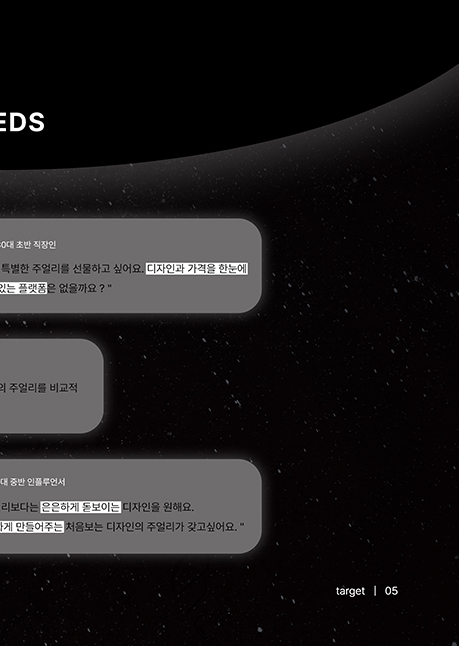 EDS
30대 초반 직장인
특별한 주얼리를 선물하고 싶어요. 디자인과 가격을 한눈에
있는 플랫폼은 없을까요 ? "
의 주얼리를 비교적
대 중반 인플루언서
리보다는 은은하게 돋보이는 디자인을 원해요.
하게 만들어주는 처음보는 디자인의 주얼리가 갖고싶어요. "
target | 05